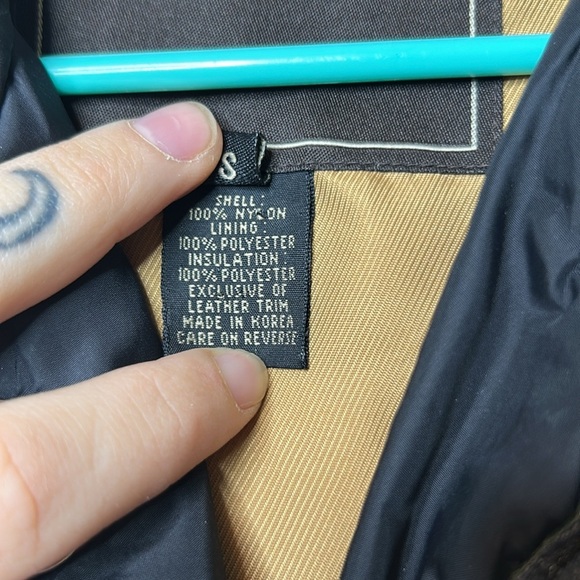 S
SHELL:
100% NYLON
LINING:
100% POLYESTER
INSULATION:
100% POLYESTER
EXCLUSIVE OF
LEATHER TRIM
MADE IN KOREA
CARE ON REVERSE